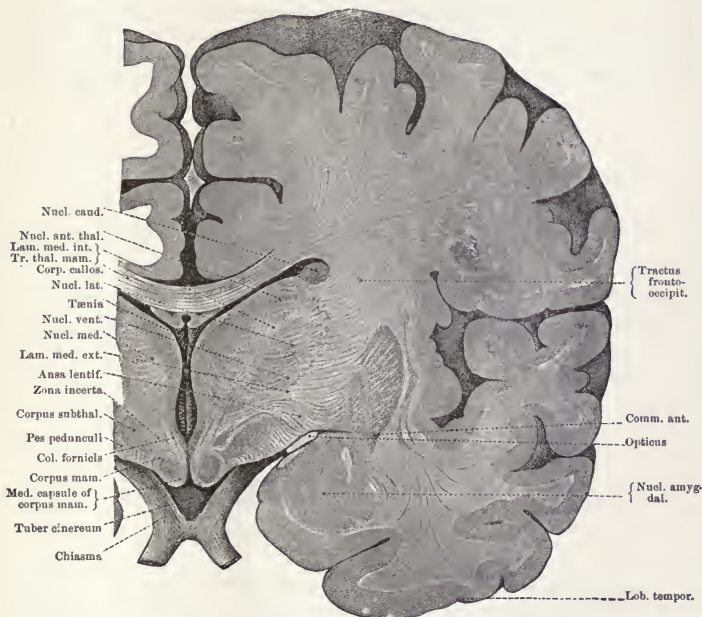 Nucl. caud.
Nucl. ant. thal.
Lam. med. int. }
Tr. thal. mam. }
Corp. callos.
Nucl. lat.
Tænia
Nucl. vent.
Nucl. med.
Lam. med. ext.
Ansa lentif.
Zona incerta
Corpus subthal.
Pes pedunculi
Col. fornicis
Corpus mam.
Med. capsule of }
corpus mam. }
Tuber cinereum
Chiasma
{ Tractus
fronto-
occipit.
Comm. ant.
Opticus
{ Nucl. amyg-
dal.
Lob. tempor.